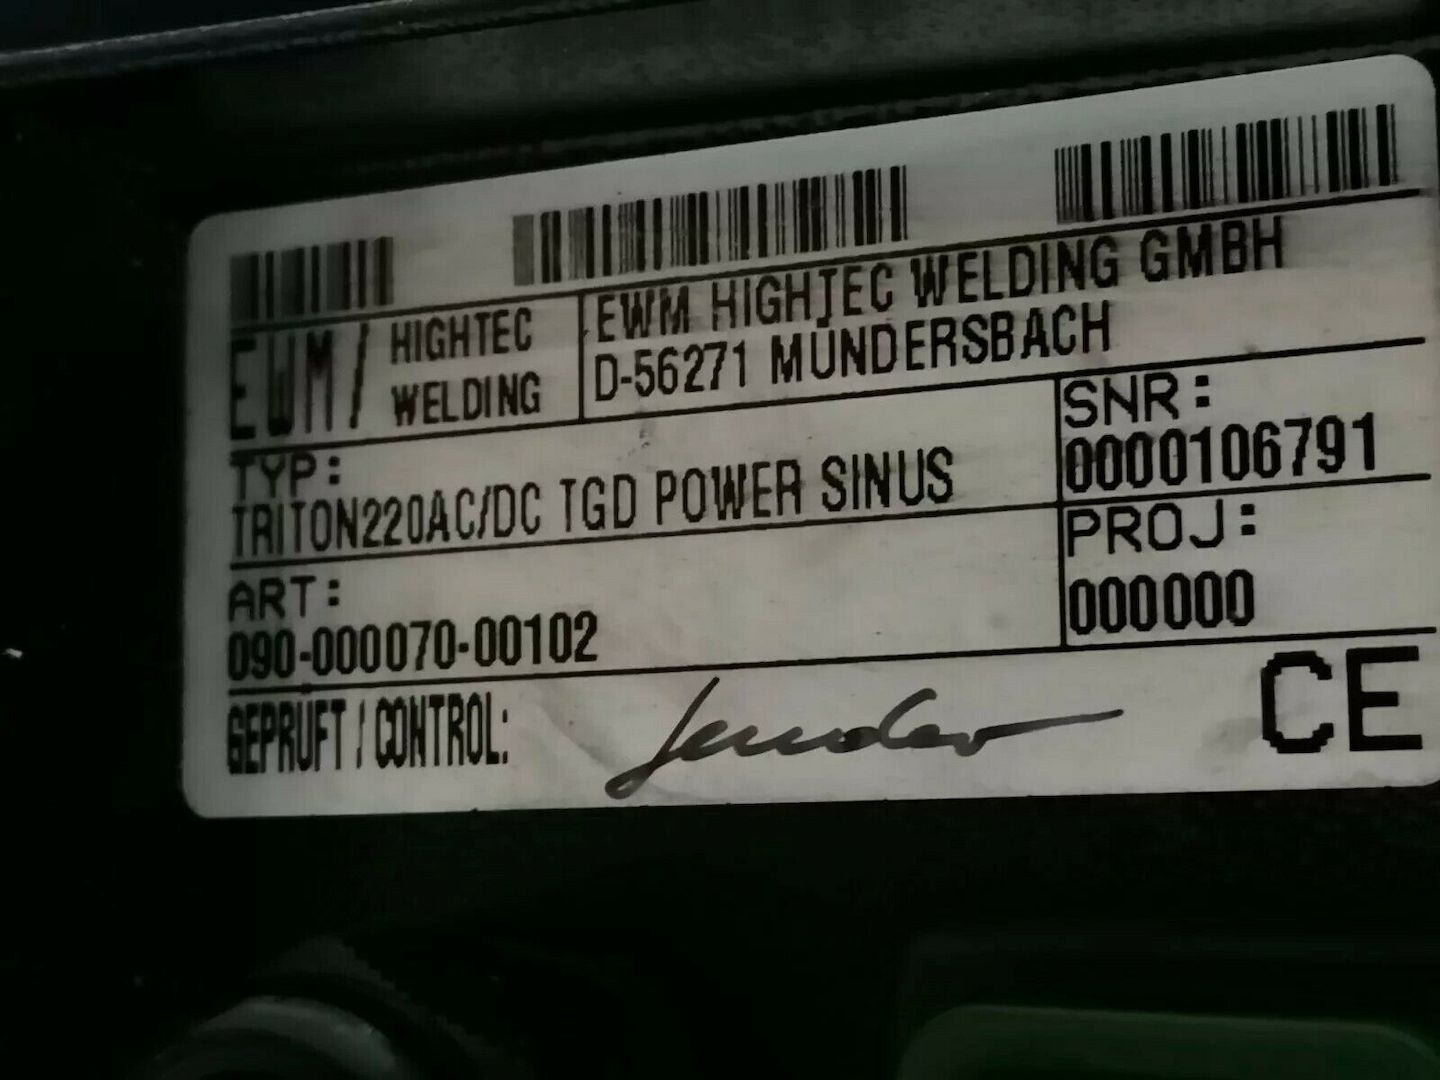 EWM/ HIGHTEC WELDING
EWM HIGHTEC WELDING GMBH
D-56271 MÜNDERSBACH
TYP:
TRITON220AC/DC TGD POWER SINUS
SNR:
0000106791
ART:
090-000070-00102
PROJ:
000000
GEPRÜFT/CONTROL:
CE